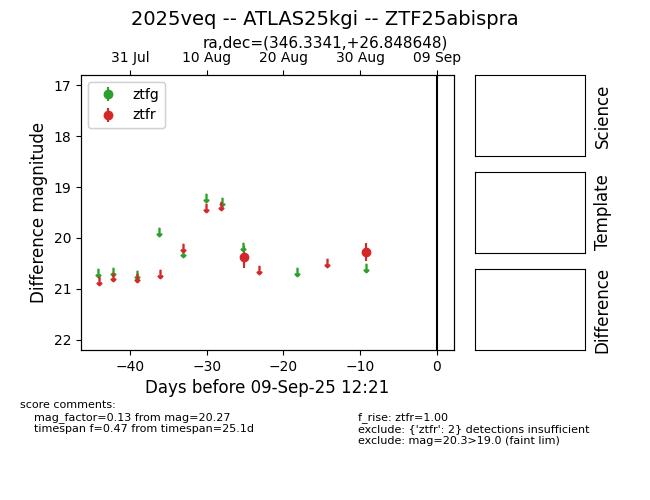 2025veq -- ATLAS25kgi -- ZTF25abispra
ra,dec=(346.3341,+26.848648)
31 Jul 10 Aug 20 Aug 30 Aug 09 Sep
ztfg
ztfr
17
18
19
20
21
22
Difference magnitude
−40 −30 −20 −10 0
Days before 09-Sep-25 12:21
Science
Template
Difference
score comments:
mag_factor=0.13 from mag=20.27
timespan f=0.47 from timespan=25.1d
f_rise: ztfr=1.00
exclude: {'ztfr': 2} detections insufficient
exclude: mag=20.3>19.0 (faint lim)